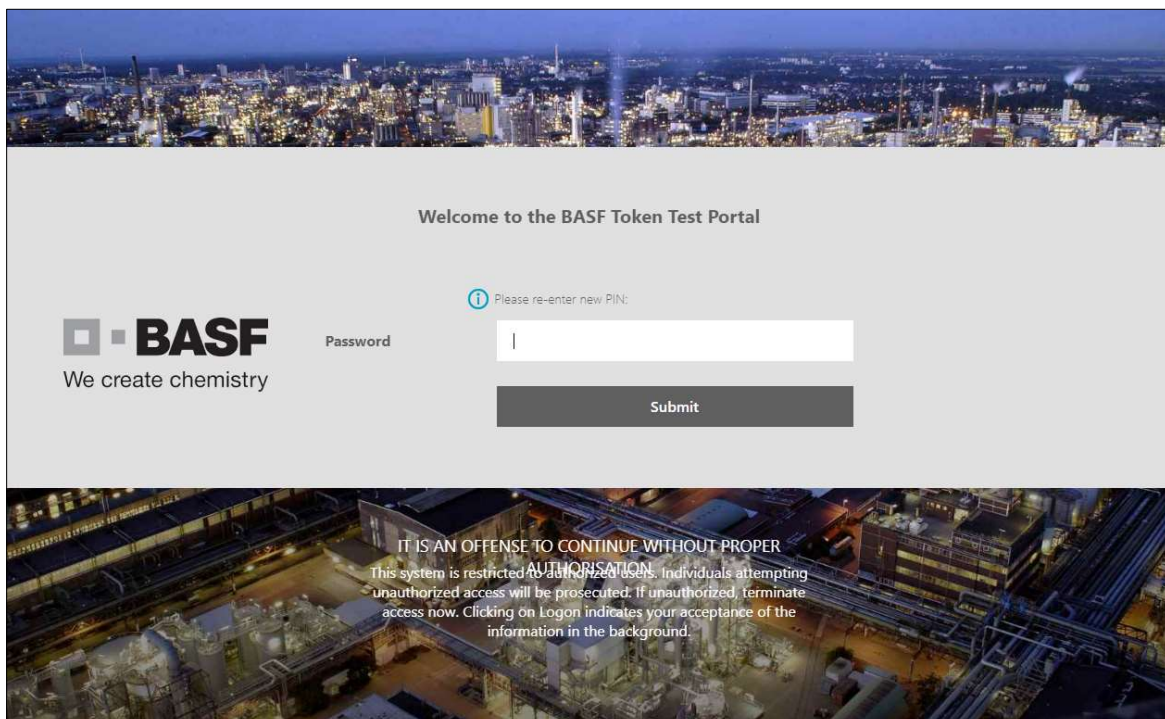 Welcome to the BASF Token Test Portal
Please re-enter new PIN:
BASF
We create chemistry
Password
Submit
IT IS AN OFFENSE TO CONTINUE WITHOUT PROPER
AUTHORISATION
This system is restricted to authorized users. Individuals attempting
unauthorized access will be prosecuted. If unauthorized, terminate
access now. Clicking on Logon indicates your acceptance of the
information in the background.